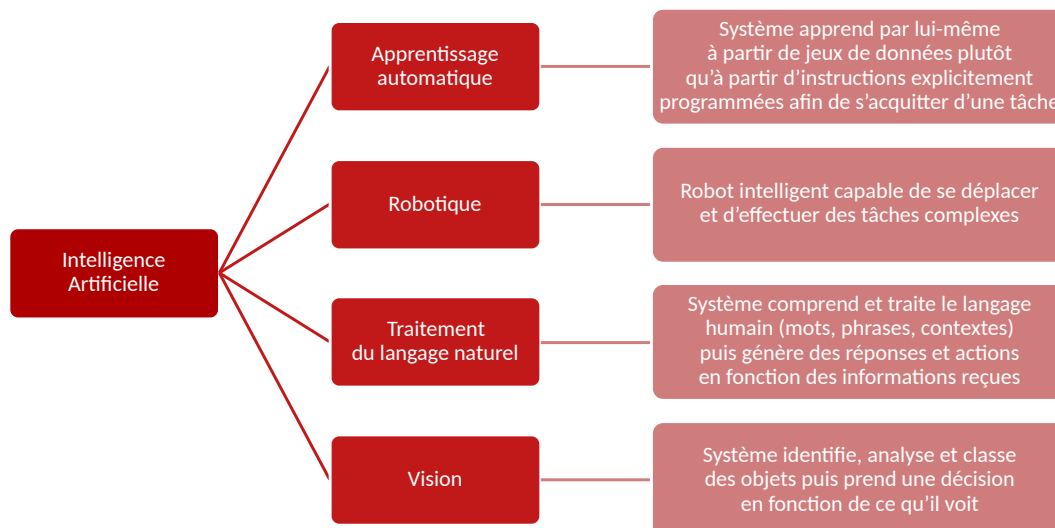 Intelligence
Artificielle
Apprentissage
automatique
Système apprend par lui-même
à partir de jeux de données plutôt
qu’à partir d’instructions explicitement
programmées afin de s’acquitter d’une tâche
Robotique
Robot intelligent capable de se déplacer
et d’effectuer des tâches complexes
Traitement
du langage naturel
Système comprend et traite le langage
humain (mots, phrases, contextes)
puis génère des réponses et actions
en fonction des informations reçues
Vision
Système identifie, analyse et classe
des objets puis prend une décision
en fonction de ce qu’il voit